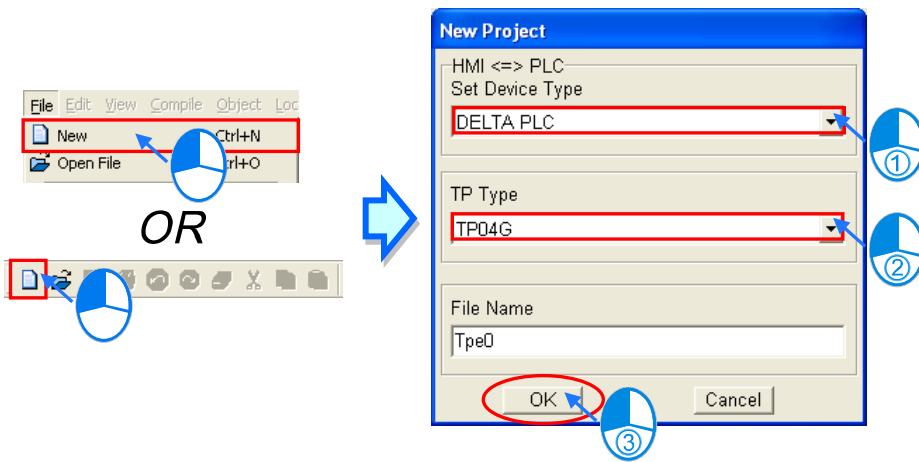 File Edit View Compile Object Loc
New Ctrl+N
Open File
OR
New Project
HMI <=> PLC
Set Device Type
DELTA PLC
①
TP Type
TP04G
②
File Name
Tpe0
OK Cancel
③